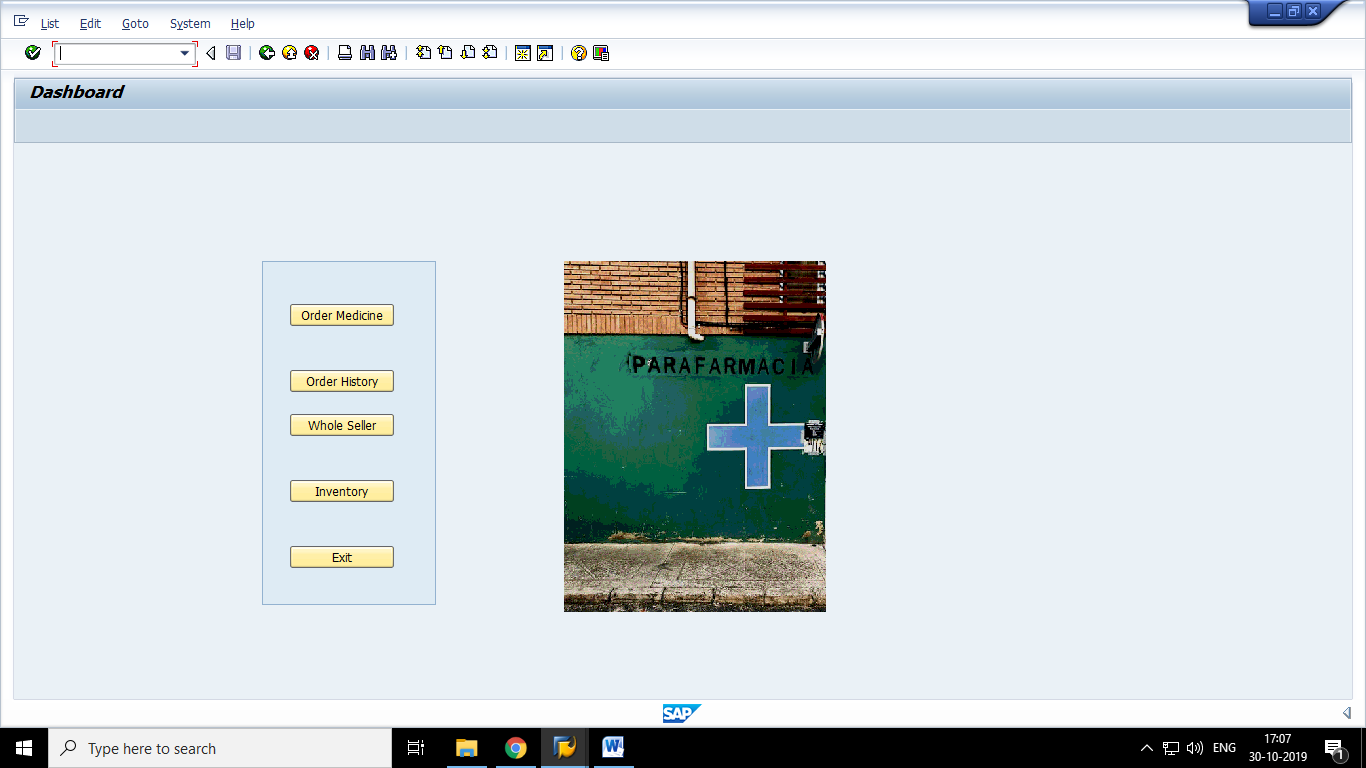 List Edit Goto System Help
Dashboard
Order Medicine
Order History
Whole Seller
Inventory
Exit
PARAFARMACIA
SAP
Type here to search
ENG
17:07
30-10-2019
1